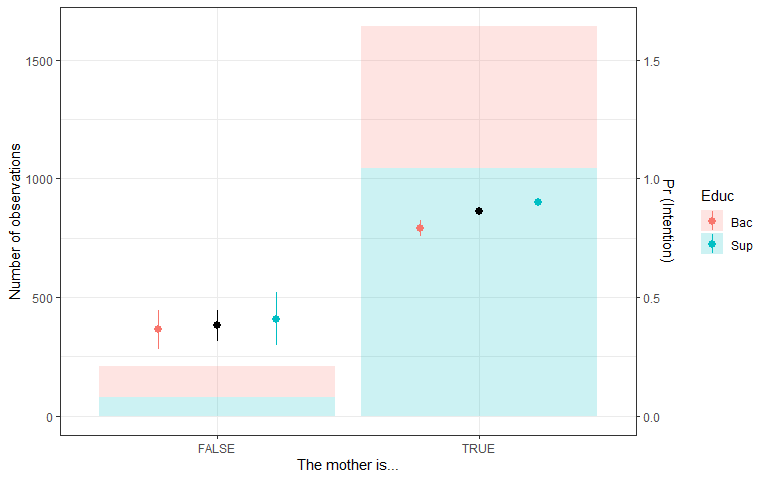 Number of observations
1500
1000
500
0
1.5
1.0
0.5
0.0
Pr (Intention)
FALSE
TRUE
The mother is...
Educ
Bac
Sup